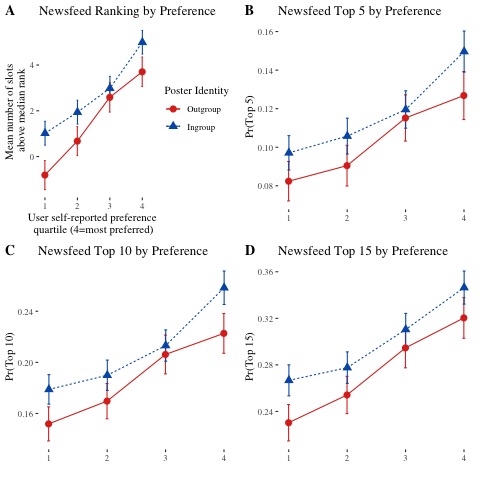 A Newsfeed Ranking by Preference
Mean number of slots
above median rank
4
2
0
1 2 3 4
User self-reported preference
quartile (4=most preferred)
Poster Identity
Outgroup
Ingroup
B Newsfeed Top 5 by Preference
Pr(Top 5)
0.16
0.14
0.12
0.10
0.08
1 2 3 4
C Newsfeed Top 10 by Preference
Pr(Top 10)
0.24
0.20
0.16
1 2 3 4
D Newsfeed Top 15 by Preference
Pr(Top 15)
0.36
0.32
0.28
0.24
1 2 3 4